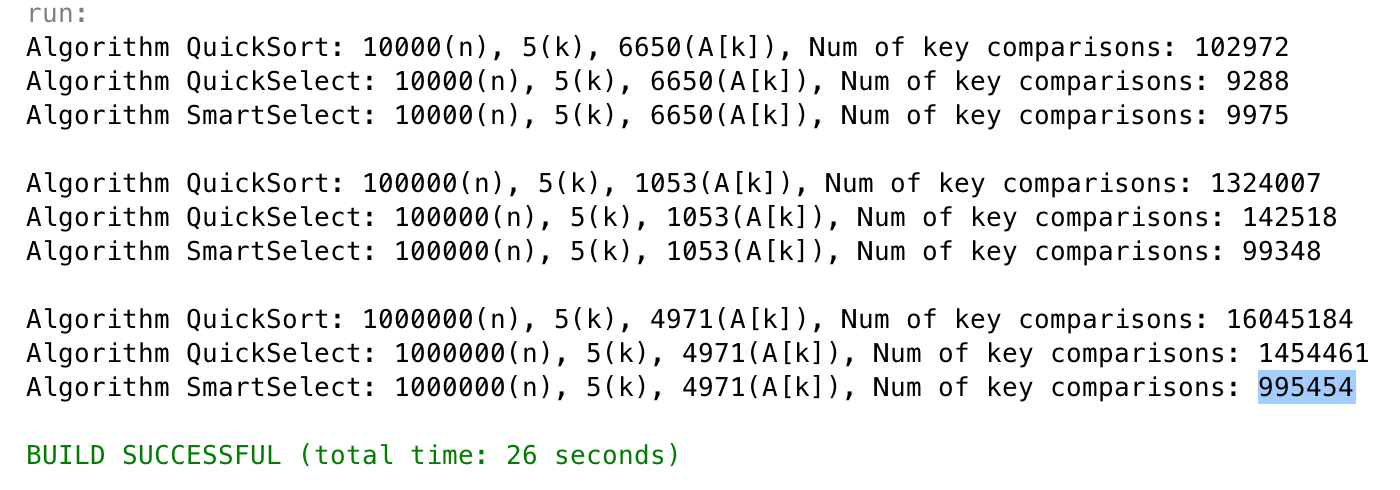 run:
Algorithm QuickSort: 10000(n), 5(k), 6650(A[k]), Num of key comparisons: 102972
Algorithm QuickSelect: 10000(n), 5(k), 6650(A[k]), Num of key comparisons: 9288
Algorithm SmartSelect: 10000(n), 5(k), 6650(A[k]), Num of key comparisons: 9975
Algorithm QuickSort: 100000(n), 5(k), 1053(A[k]), Num of key comparisons: 1324007
Algorithm QuickSelect: 100000(n), 5(k), 1053(A[k]), Num of key comparisons: 142518
Algorithm SmartSelect: 100000(n), 5(k), 1053(A[k]), Num of key comparisons: 99348
Algorithm QuickSort: 1000000(n), 5(k), 4971(A[k]), Num of key comparisons: 16045184
Algorithm QuickSelect: 1000000(n), 5(k), 4971(A[k]), Num of key comparisons: 1454461
Algorithm SmartSelect: 1000000(n), 5(k), 4971(A[k]), Num of key comparisons: 995454
BUILD SUCCESSFUL (total time: 26 seconds)